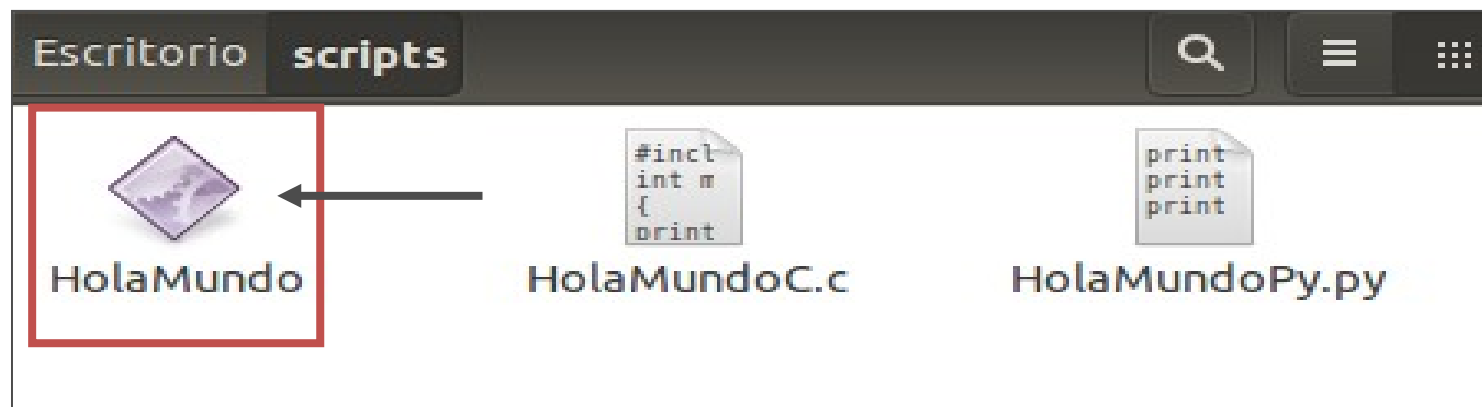 Escritorio scripts
#incl
int m
{
print
print
print
print
HolaMundo HolaMundoC.c HolaMundoPy.py